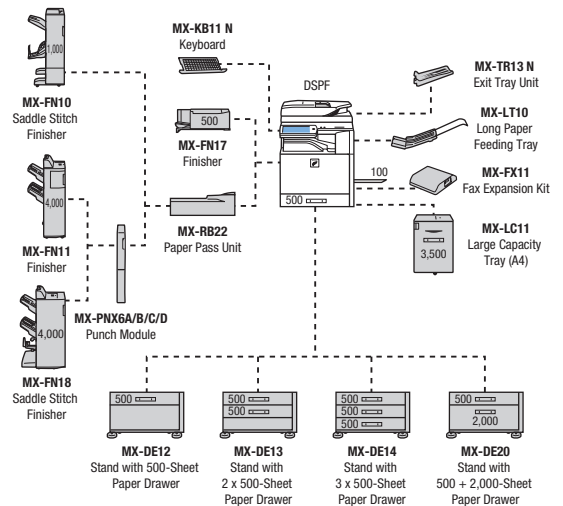 1,000
MX-FN10
Saddle Stitch
Finisher
4,000
MX-FN11
Finisher
4,000
MX-FN18
Saddle Stitch
Finisher
MX-PNX6A/B/C/D
Punch Module
MX-KB11 N
Keyboard
500
MX-FN17
Finisher
MX-RB22
Paper Pass Unit
DSPF
500
100
MX-TR13 N
Exit Tray Unit
MX-LT10
Long Paper
Feeding Tray
MX-FX11
Fax Expansion Kit
3,500
MX-LC11
Large Capacity
Tray (A4)
500
MX-DE12
Stand with 500-Sheet
Paper Drawer
500
500
MX-DE13
Stand with
2 x 500-Sheet
Paper Drawer
500
500
500
MX-DE14
Stand with
3 x 500-Sheet
Paper Drawer
500
2,000
MX-DE20
Stand with
500 + 2,000-Sheet
Paper Drawer